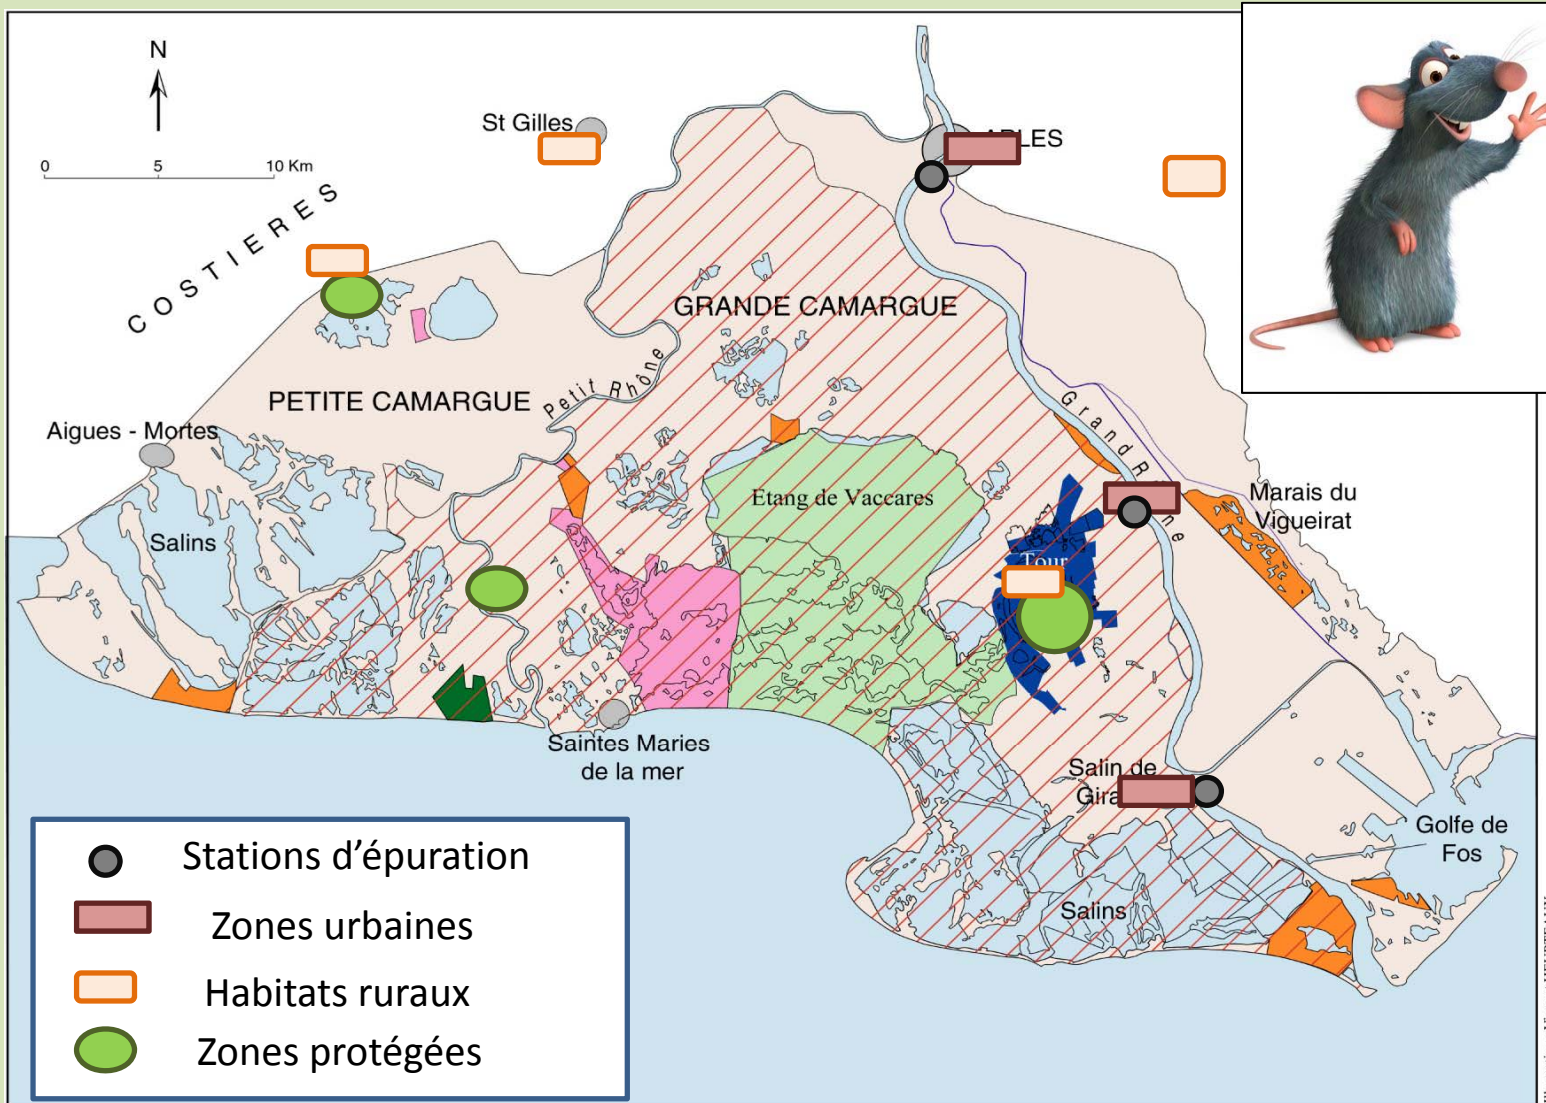 N
0 5 10 Km
St Gilles
COSTIERES
GRANDE CAMARGUE
PETITE CAMARGUE
Petit Rhône
Aigues - Mortes
Grand
Etang de Vaccares
Marais du
Vigueirat
Salins
Tour
Saintes Maries
de la mer
Salin de
Golfe de
Fos
Salins
Stations d'épuration
Zones urbaines
Habitats ruraux
Zones protégées